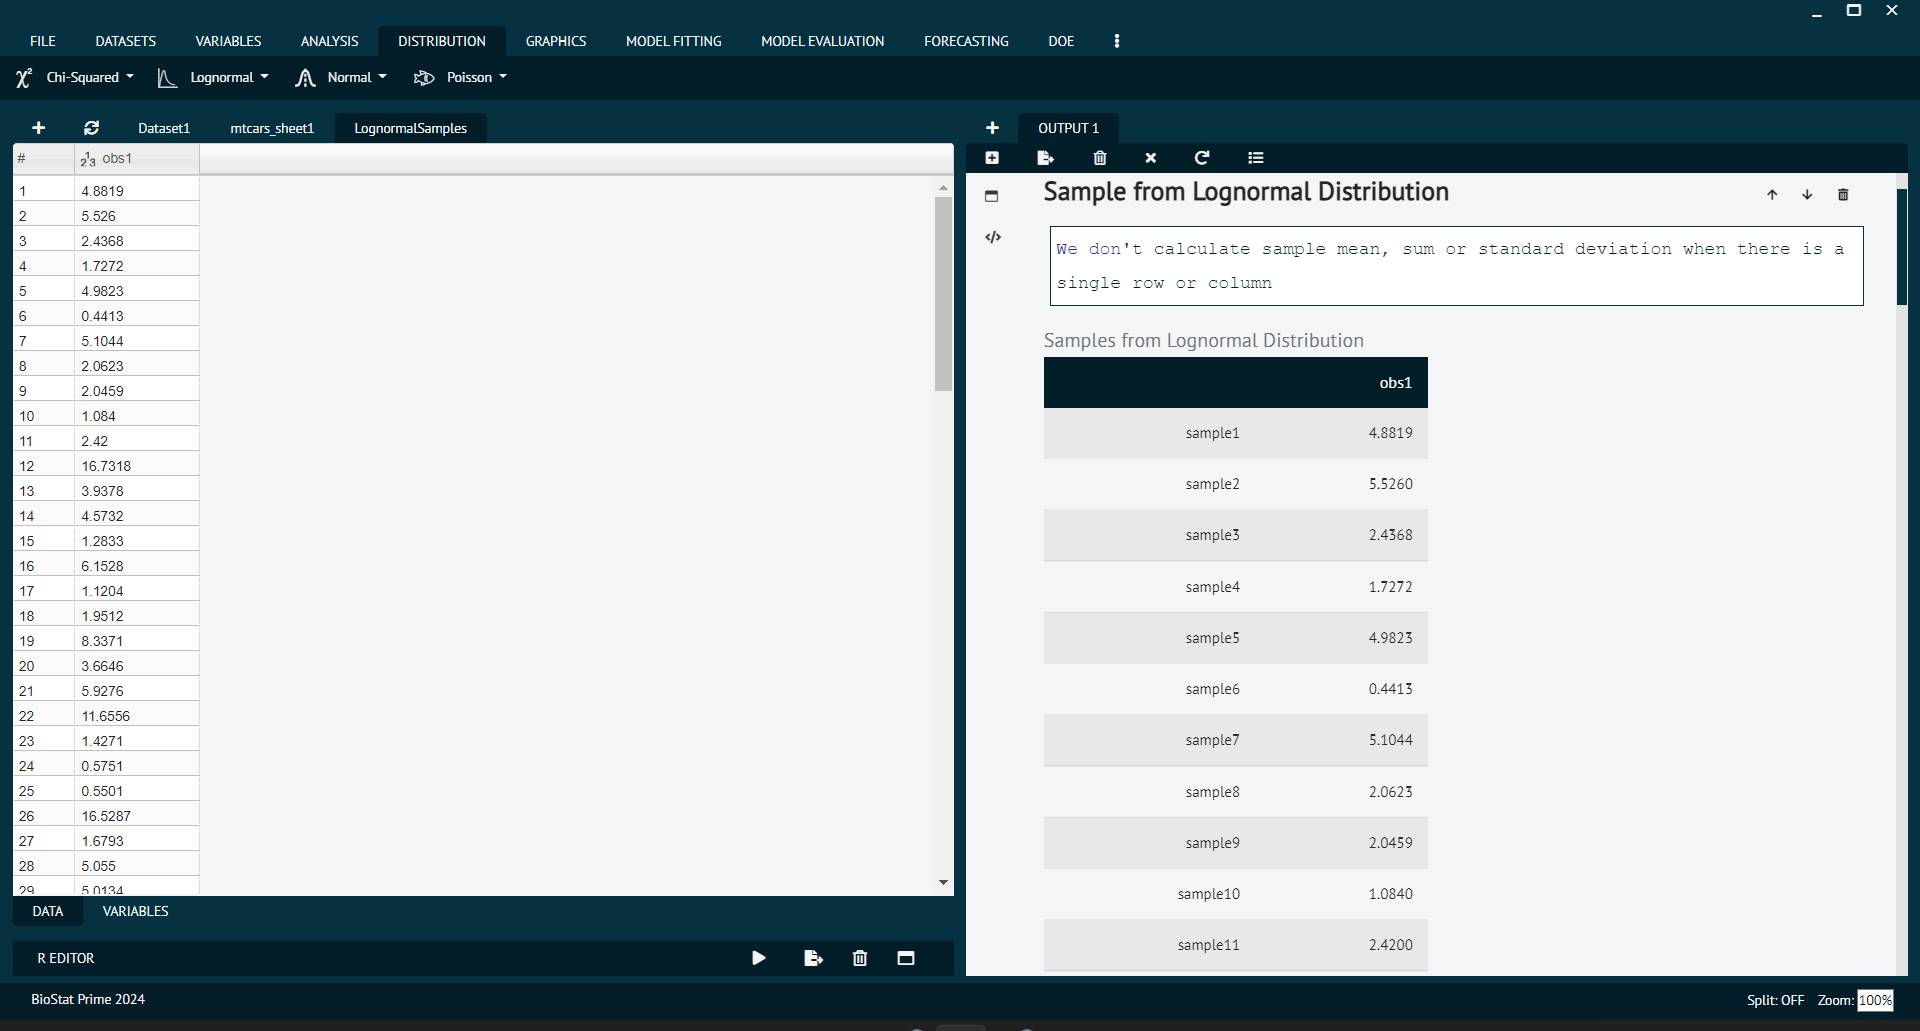 FILE DATASETS VARIABLES ANALYSIS DISTRIBUTION GRAPHICS MODEL FITTING MODEL EVALUATION FORECASTING DOE
χ² Chi-Squared Lognormal Normal Poisson
Dataset1 mtcars_sheet1 LognormalSamples
# 123 obs1
1 4.8819
2 5.526
3 2.4368
4 1.7272
5 4.9823
6 0.4413
7 5.1044
8 2.0623
9 2.0459
10 1.084
11 2.42
12 16.7318
13 3.9378
14 4.5732
15 1.2833
16 6.1528
17 1.1204
18 1.9512
19 8.3371
20 3.6646
21 5.9276
22 11.6556
23 1.4271
24 0.5751
25 0.5501
26 16.5287
27 1.6793
28 5.055
29 5.0134
DATA VARIABLES
R EDITOR
OUTPUT 1
Sample from Lognormal Distribution
We don't calculate sample mean, sum or standard deviation when there is a
single row or column
Samples from Lognormal Distribution
obs1
sample1 4.8819
sample2 5.5260
sample3 2.4368
sample4 1.7272
sample5 4.9823
sample6 0.4413
sample7 5.1044
sample8 2.0623
sample9 2.0459
sample10 1.0840
sample11 2.4200
BioStat Prime 2024
Split: OFF Zoom: 100%